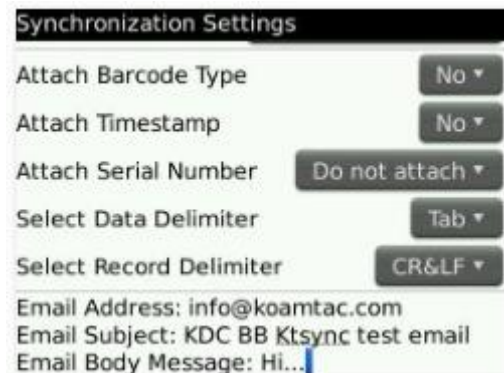 Synchronization Settings
Attach Barcode Type No
Attach Timestamp No
Attach Serial Number Do not attach
Select Data Delimiter Tab
Select Record Delimiter CR&LF
Email Address: info@koamtac.com
Email Subject: KDC BB Ktsync test email
Email Body Message: Hi...